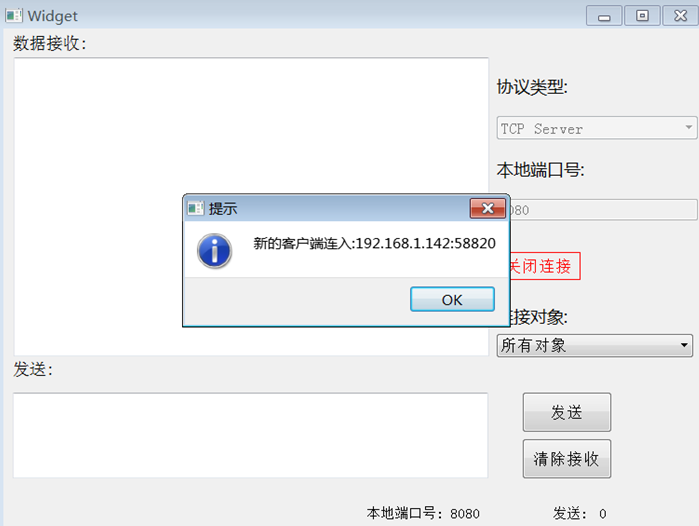 Widget
数据接收:
协议类型:
TCP Server
本地端口号:
080
提示
新的客户端连入:192.168.1.142:58820
OK
关闭连接
接对象:
所有对象
发送:
发送
清除接收
本地端口号: 8080
发送: 0